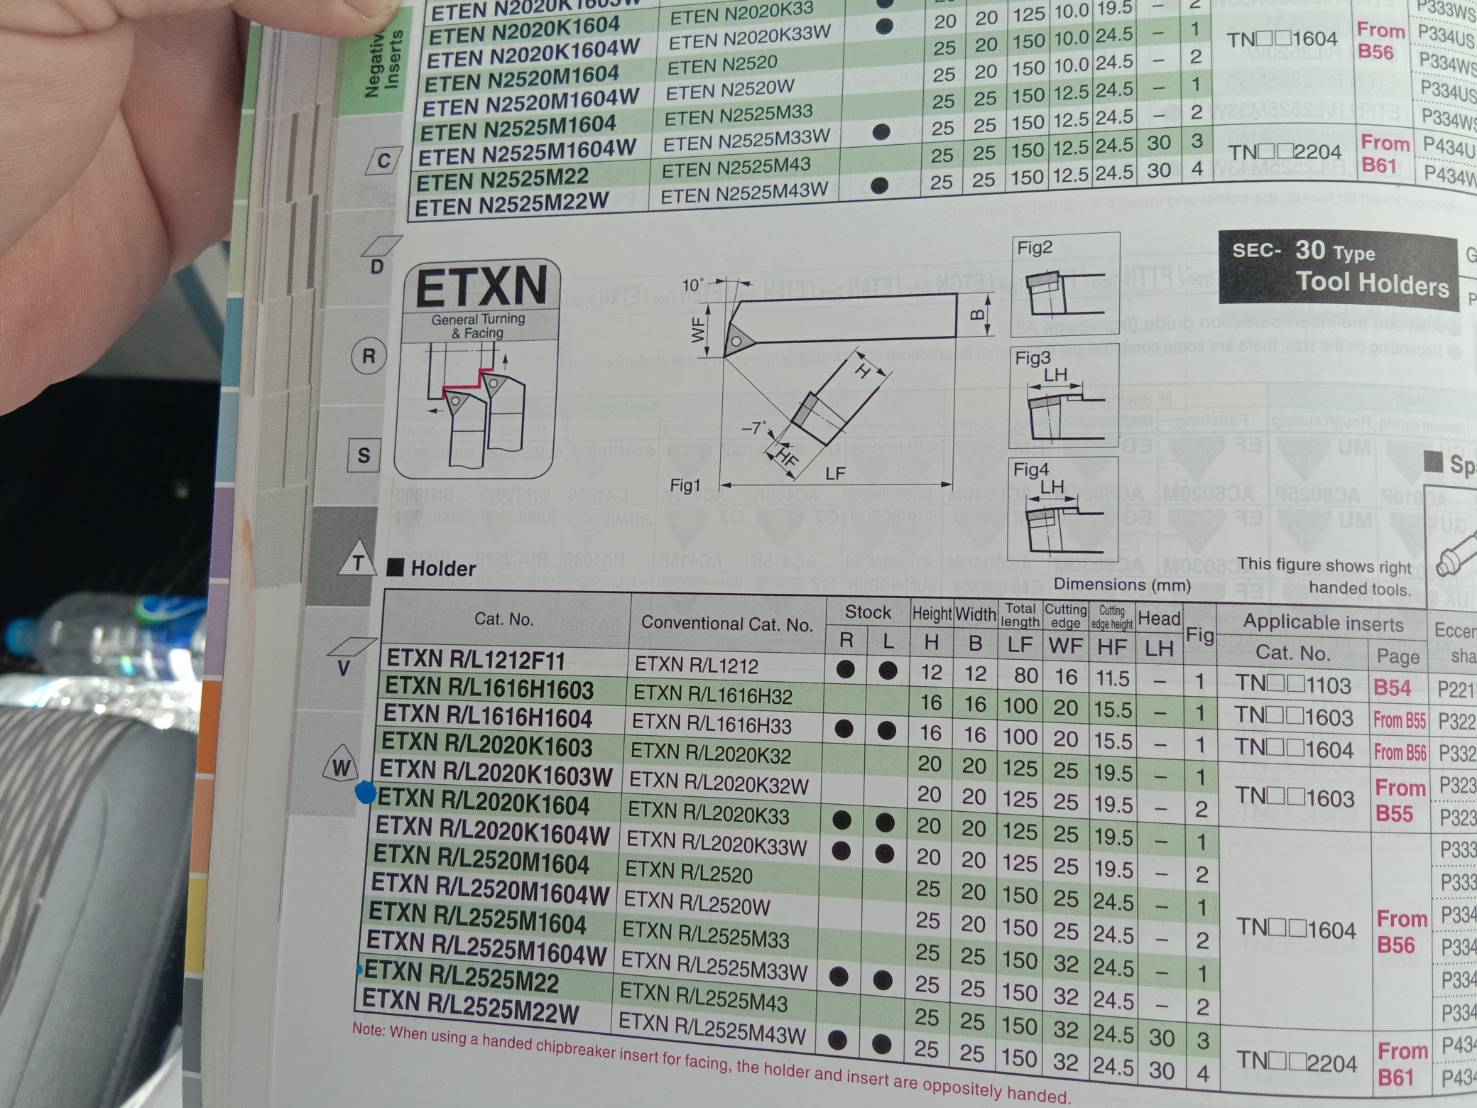 Negative Inserts
ETEN N2020K1604 ETEN N2020K33 ● 20 20 125 10.0 19.5 – 2
ETEN N2020K1604W ETEN N2020K33W ● 25 20 150 10.0 24.5 – 1 TN□□1604 From B56 P334US
ETEN N2520M1604 ETEN N2520 25 20 150 10.0 24.5 – 2
ETEN N2520M1604W ETEN N2520W 25 25 150 12.5 24.5 – 1
ETEN N2525M1604 ETEN N2525M33 25 25 150 12.5 24.5 – 2
ETEN N2525M1604W ETEN N2525M33W ● 25 25 150 12.5 24.5 30 3 TN□□2204 From B61 P434U
ETEN N2525M22 ETEN N2525M43 25 25 150 12.5 24.5 30 4 P434W
ETEN N2525M22W ETEN N2525M43W ●
C
D
R
S
T
V
W
ETXN
General Turning
& Facing
10°
WF
B
H
-7°
HF
LF
Fig1
Fig2
Fig3
LH
Fig4
LH
SEC- 30 Type
Tool Holders
■ Sp
■ Holder
Dimensions (mm)
This figure shows right
handed tools.
Cat. No. Conventional Cat. No. Stock Height Width Total length Cutting edge Cutting edge height Head Fig Applicable inserts
R L H B LF WF HF LH Cat. No. Page
ETXN R/L1212F11 ETXN R/L1212 ● ● 12 12 80 16 11.5 – 1 TN□□1103 B54 P221
ETXN R/L1616H1603 ETXN R/L1616H32 16 16 100 20 15.5 – 1 TN□□1603 From B55 P322
ETXN R/L1616H1604 ETXN R/L1616H33 ● ● 16 16 100 20 15.5 – 1 TN□□1604 From B56 P332
ETXN R/L2020K1603 ETXN R/L2020K32 20 20 125 25 19.5 – 1 TN□□1603 From B55 P323
ETXN R/L2020K1603W ETXN R/L2020K32W 20 20 125 25 19.5 – 2 P323
ETXN R/L2020K1604 ETXN R/L2020K33 ● ● 20 20 125 25 19.5 – 1 TN□□1604 From B56 P333
ETXN R/L2020K1604W ETXN R/L2020K33W ● ● 20 20 125 25 19.5 – 2 P333
ETXN R/L2520M1604 ETXN R/L2520 25 20 150 25 24.5 – 1 P334
ETXN R/L2520M1604W ETXN R/L2520W 25 20 150 25 24.5 – 2 P334
ETXN R/L2525M1604 ETXN R/L2525M33 25 25 150 32 24.5 – 1 P334
ETXN R/L2525M1604W ETXN R/L2525M33W ● ● 25 25 150 32 24.5 – 2 P334
ETXN R/L2525M22 ETXN R/L2525M43 25 25 150 32 24.5 30 3 TN□□2204 From B61 P434
ETXN R/L2525M22W ETXN R/L2525M43W ● ● 25 25 150 32 24.5 30 4 P434
Note: When using a handed chipbreaker insert for facing, the holder and insert are oppositely handed.